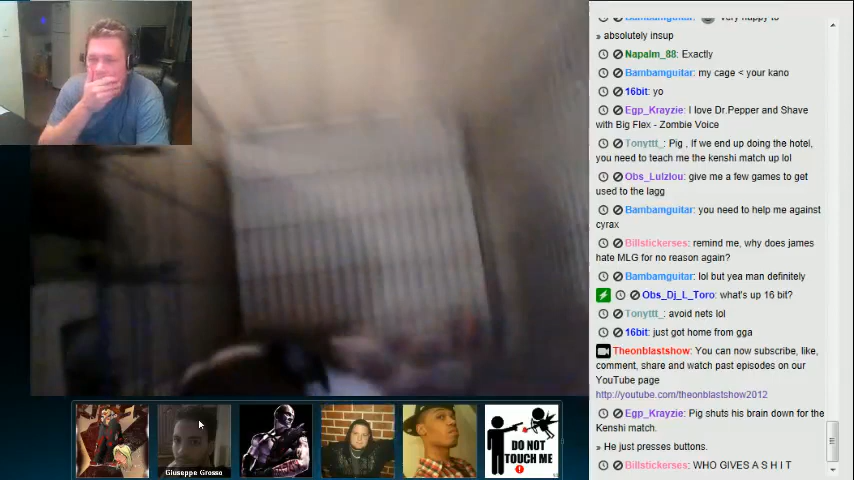 Bambamguitar: very happy to
» absolutely insup
Napalm_88: Exactly
Bambamguitar: my cage < your kano
16bit: yo
Egp_Krayzie: I love Dr.Pepper and Shave
with Big Flex - Zombie Voice
Tonyttt_: Pig , If we end up doing the hotel,
you need to teach me the kenshi match up lol
Obs_Lulzlou: give me a few games to get
used to the lagg
Bambamguitar: you need to help me against
cyrax
Billstickerses: remind me, why does james
hate MLG for no reason again?
Bambamguitar: lol but yea man definitely
Obs_Dj_L_Toro: what's up 16 bit?
Tonyttt_: avoid nets lol
16bit: just got home from gga
Theonblastshow: You can now subscribe, like,
comment, share and watch past episodes on our
YouTube page
http://youtube.com/theonblastshow2012
Egp_Krayzie: Pig shuts his brain down for the
Kenshi match.
» He just presses buttons.
Billstickerses: WHO GIVES A S H I T
Giuseppe Grosso
DO NOT
TOUCH ME